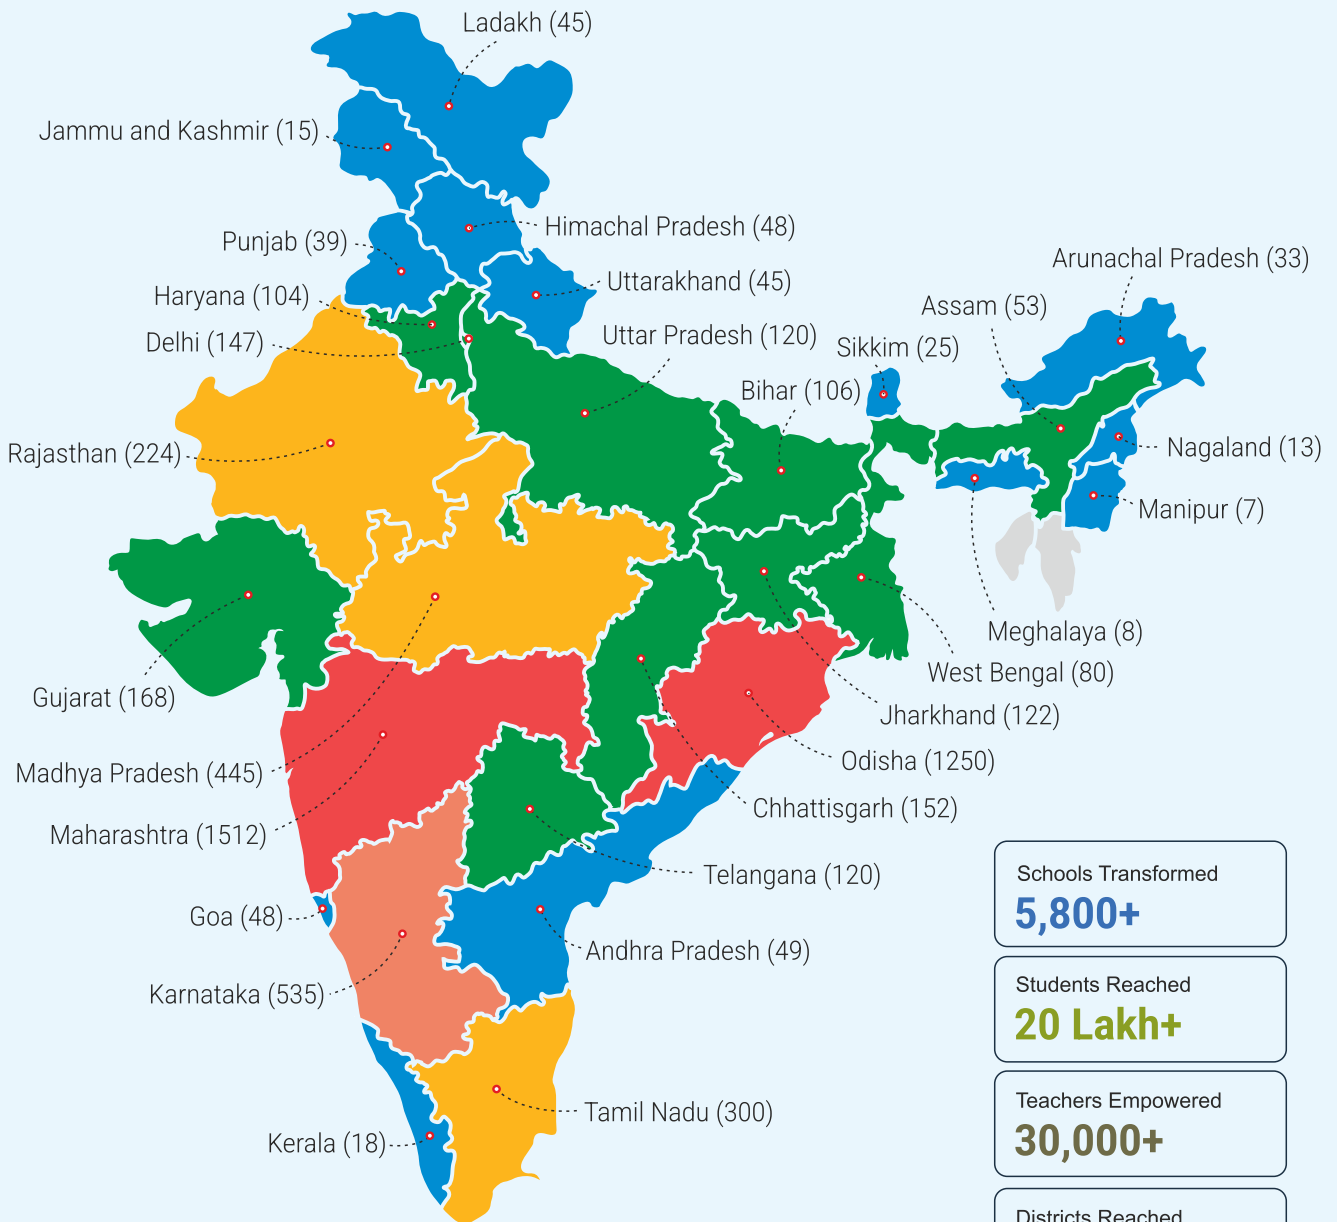 Ladakh (45)
Jammu and Kashmir (15)
Himachal Pradesh (48)
Punjab (39)
Arunachal Pradesh (33)
Uttarakhand (45)
Haryana (104)
Assam (53)
Uttar Pradesh (120)
Delhi (147)
Sikkim (25)
Bihar (106)
Rajasthan (224)
Nagaland (13)
Manipur (7)
Meghalaya (8)
West Bengal (80)
Gujarat (168)
Jharkhand (122)
Odisha (1250)
Madhya Pradesh (445)
Chhattisgarh (152)
Maharashtra (1512)
Telangana (120)
Goa (48)
Andhra Pradesh (49)
Karnataka (535)
Tamil Nadu (300)
Kerala (18)
Schools Transformed
5,800+
Students Reached
20 Lakh+
Teachers Empowered
30,000+
Districts Reached